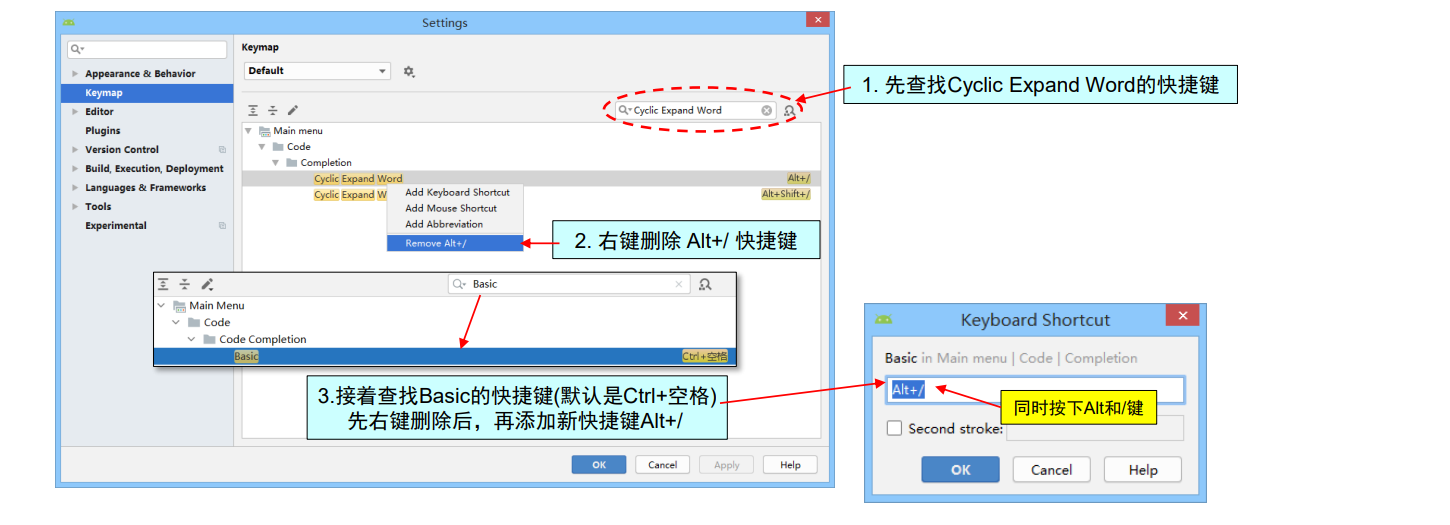 Settings
Keymap
Default
Appearance & Behavior
Keymap
Editor
Plugins
Version Control
Build, Execution, Deployment
Languages & Frameworks
Tools
Experimental
Cyclic Expand Word
1. 先查找Cyclic Expand Word的快捷键
Main menu
Code
Completion
Cyclic Expand Word Alt+/
Cyclic Expand W Alt+Shift+/
Add Keyboard Shortcut
Add Mouse Shortcut
Add Abbreviation
Remove Alt+/
2. 右键删除 Alt+/ 快捷键
Basic
Main Menu
Code
Code Completion
Basic Ctrl+空格
3.接着查找Basic的快捷键(默认是Ctrl+空格)
先右键删除后，再添加新快捷键Alt+/
OK Cancel Apply Help
Keyboard Shortcut
Basic in Main menu | Code | Completion
Alt+/
同时按下Alt和/键
Second stroke:
OK Cancel Help